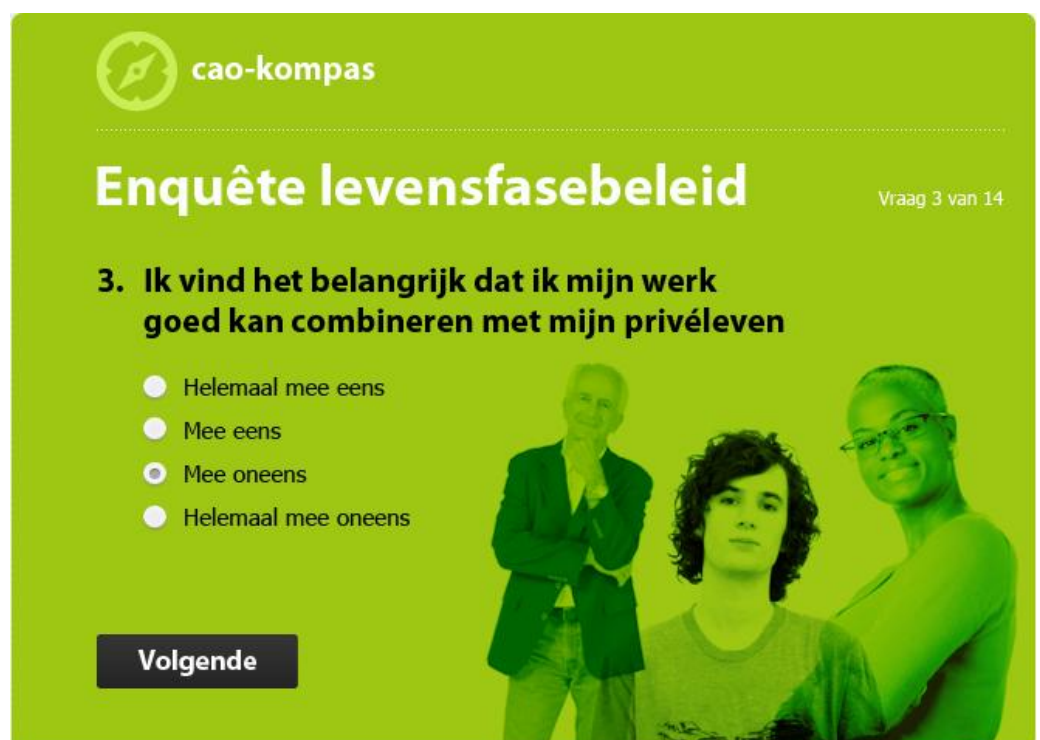 cao-kompas
Enquête levensfasebeleid
Vraag 3 van 14
3. Ik vind het belangrijk dat ik mijn werk
goed kan combineren met mijn privéleven
Helemaal mee eens
Mee eens
Mee oneens
Helemaal mee oneens
Volgende